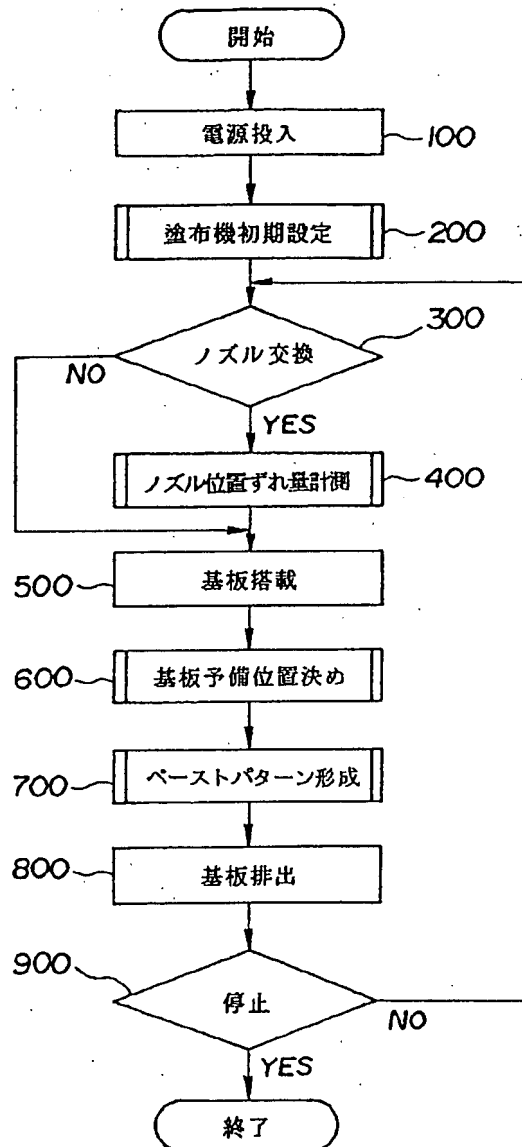 開始
電源投入
100
塗布機初期設定
200
300
ノズル交換
NO
YES
ノズル位置ずれ量計測
400
500
基板搭載
600
基板予備位置決め
700
ペーストパターン形成
800
基板排出
900
停止
NO
YES
終了